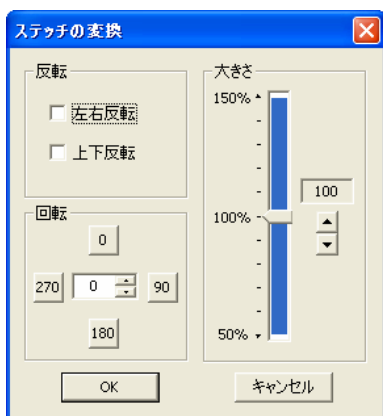 ステッチの変換
反転
左右反転
上下反転
回転
0
270
0
90
180
大きさ
150%
100%
50%
100
OK
キャンセル